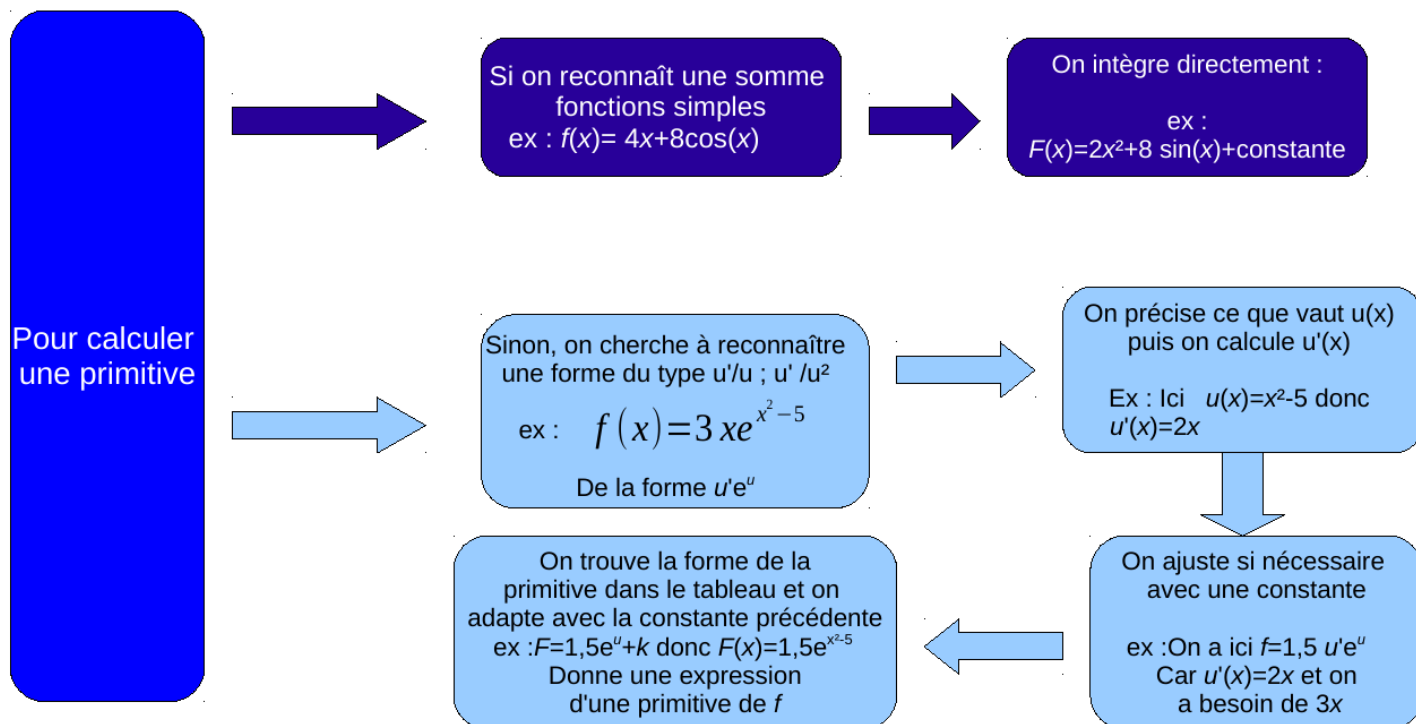 Pour calculer
une primitive
Si on reconnaît une somme
fonctions simples
ex : f(x)= 4x+8cos(x)
On intègre directement :
ex :
F(x)=2x²+8 sin(x)+constante
Sinon, on cherche à reconnaître
une forme du type u'/u ; u' /u²
ex : f (x)=3 xe^{x²−5}
De la forme u'e^u
On précise ce que vaut u(x)
puis on calcule u'(x)
Ex : Ici u(x)=x²-5 donc
u'(x)=2x
On ajuste si nécessaire
avec une constante
ex :On a ici f=1,5 u'e^u
Car u'(x)=2x et on
a besoin de 3x
On trouve la forme de la
primitive dans le tableau et on
adapte avec la constante précédente
ex :F=1,5e^u+k donc F(x)=1,5e^{x²-5}
Donne une expression
d'une primitive de f